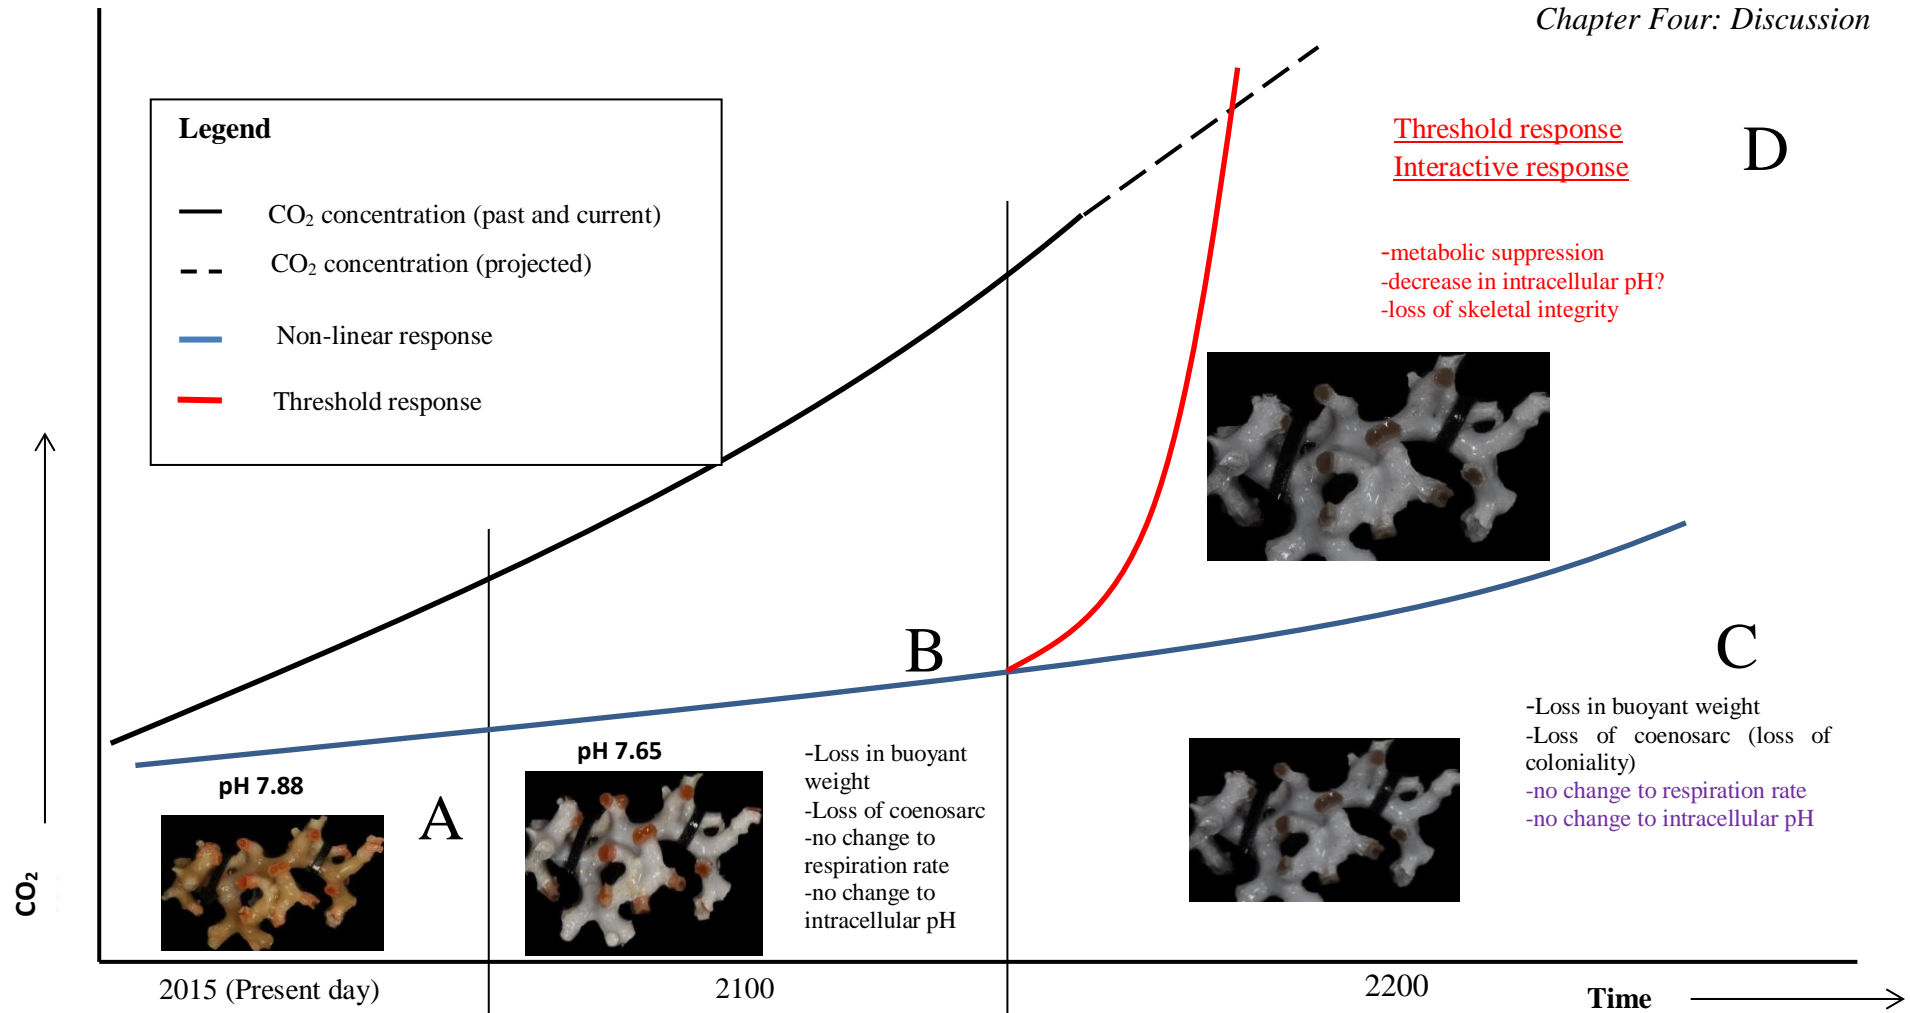 Chapter Four: Discussion
Legend
CO₂ concentration (past and current)
CO₂ concentration (projected)
Non-linear response
Threshold response
Threshold response
Interactive response
D
-metabolic suppression
-decrease in intracellular pH?
-loss of skeletal integrity
B
C
-Loss in buoyant weight
-Loss of coenosarc (loss of
coloniality)
-no change to respiration rate
-no change to intracellular pH
pH 7.88
A
pH 7.65
-Loss in buoyant
weight
-Loss of coenosarc
-no change to
respiration rate
-no change to
intracellular pH
CO₂
2015 (Present day)
2100
2200
Time